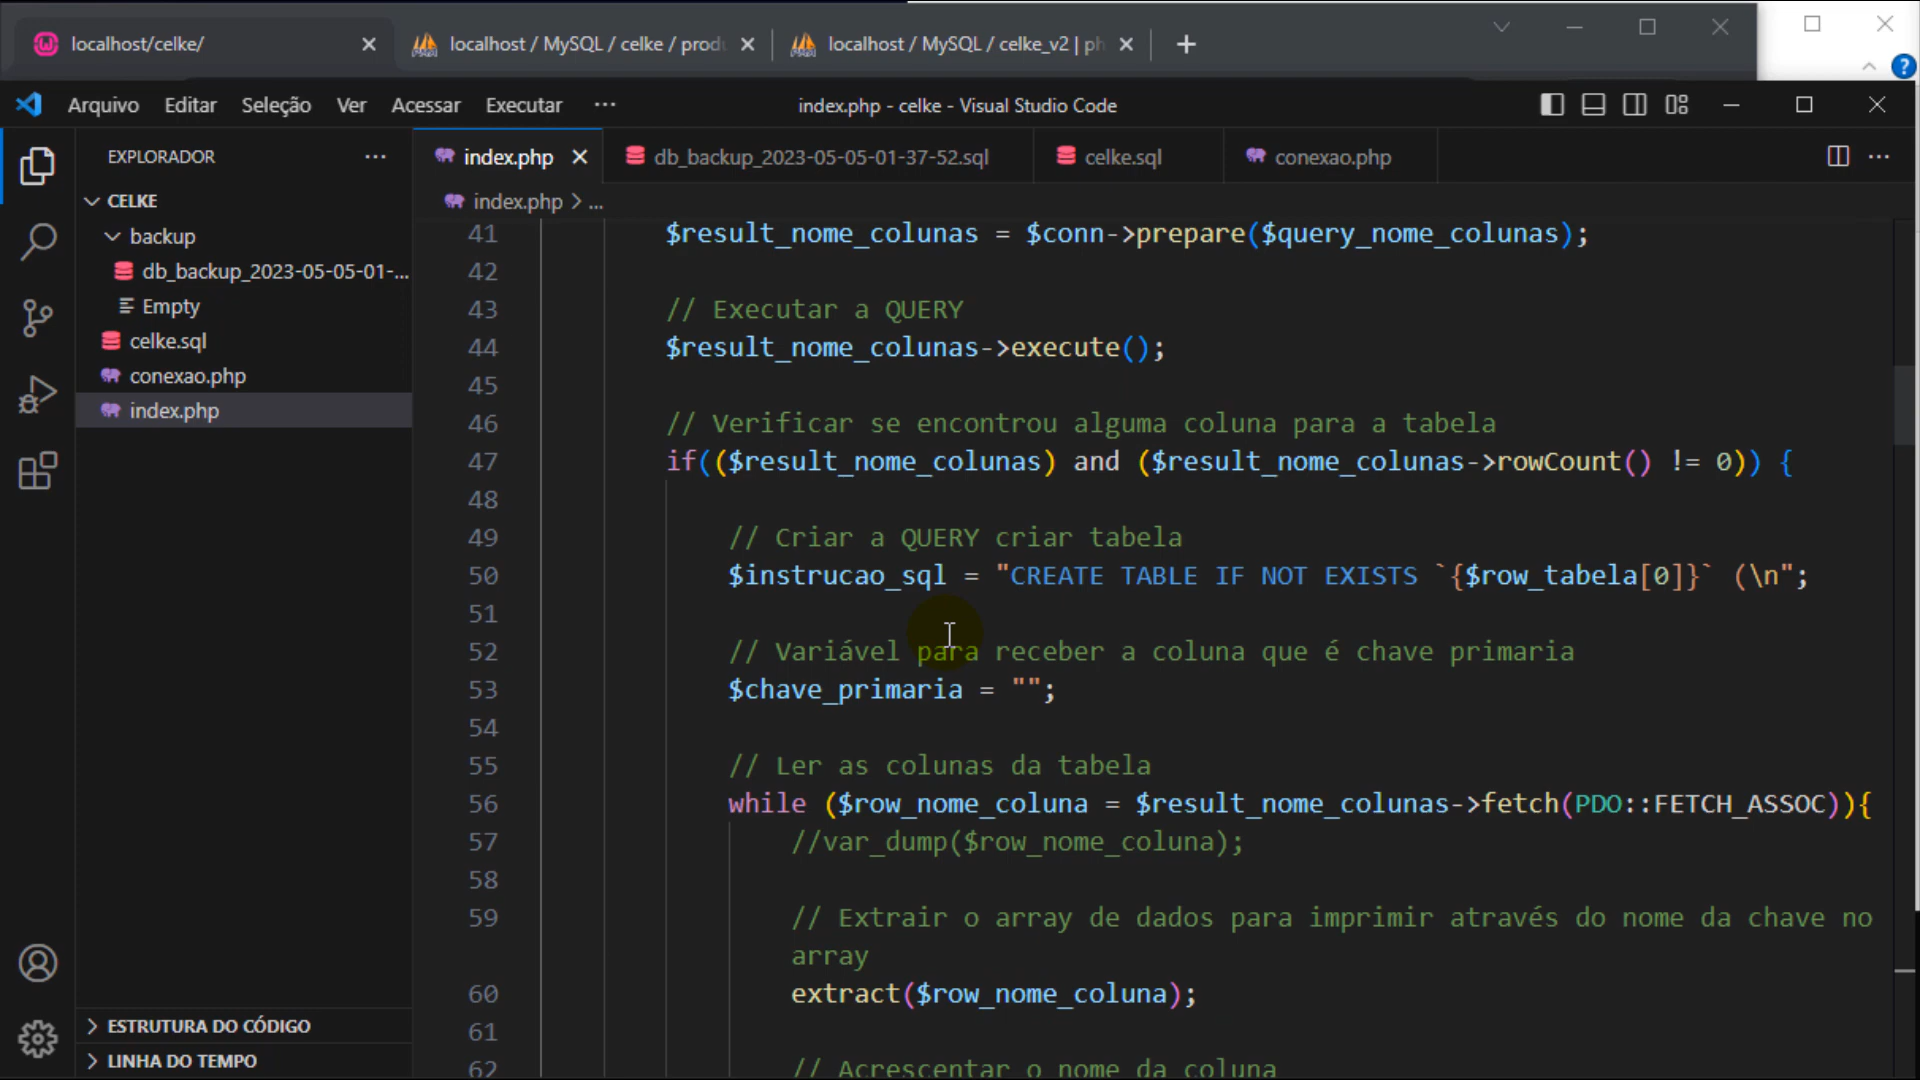 localhost/celke/
localhost / MySQL / celke / prod
localhost / MySQL / celke_v2 | ph
Arquivo Editar Seleção Ver Acessar Executar ···
index.php - celke - Visual Studio Code
EXPLORADOR ···
index.php
db_backup_2023-05-05-01-37-52.sql
celke.sql
conexao.php
CELKE
backup
db_backup_2023-05-05-01-...
Empty
celke.sql
conexao.php
index.php
ESTRUTURA DO CÓDIGO
LINHA DO TEMPO
index.php > ...
41 $result_nome_colunas = $conn->prepare($query_nome_colunas);
42
43 // Executar a QUERY
44 $result_nome_colunas->execute();
45
46 // Verificar se encontrou alguma coluna para a tabela
47 if(($result_nome_colunas) and ($result_nome_colunas->rowCount() != 0)) {
48
49 // Criar a QUERY criar tabela
50 $instrucao_sql = "CREATE TABLE IF NOT EXISTS `{$row_tabela[0]}` (\n";
51
52 // Variável para receber a coluna que é chave primaria
53 $chave_primaria = "";
54
55 // Ler as colunas da tabela
56 while ($row_nome_coluna = $result_nome_colunas->fetch(PDO::FETCH_ASSOC)){
57 //var_dump($row_nome_coluna);
58
59 // Extrair o array de dados para imprimir através do nome da chave no
array
60 extract($row_nome_coluna);
61
62 // Acrescentar o nome da coluna